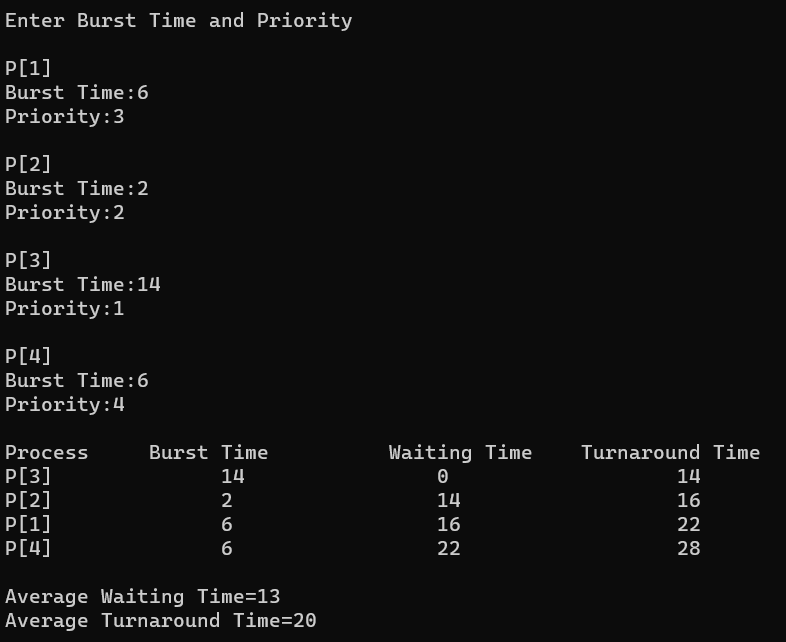 Enter Burst Time and Priority
P[1]
Burst Time:6
Priority:3
P[2]
Burst Time:2
Priority:2
P[3]
Burst Time:14
Priority:1
P[4]
Burst Time:6
Priority:4
Process Burst Time Waiting Time Turnaround Time
P[3] 14 0 14
P[2] 2 14 16
P[1] 6 16 22
P[4] 6 22 28
Average Waiting Time=13
Average Turnaround Time=20